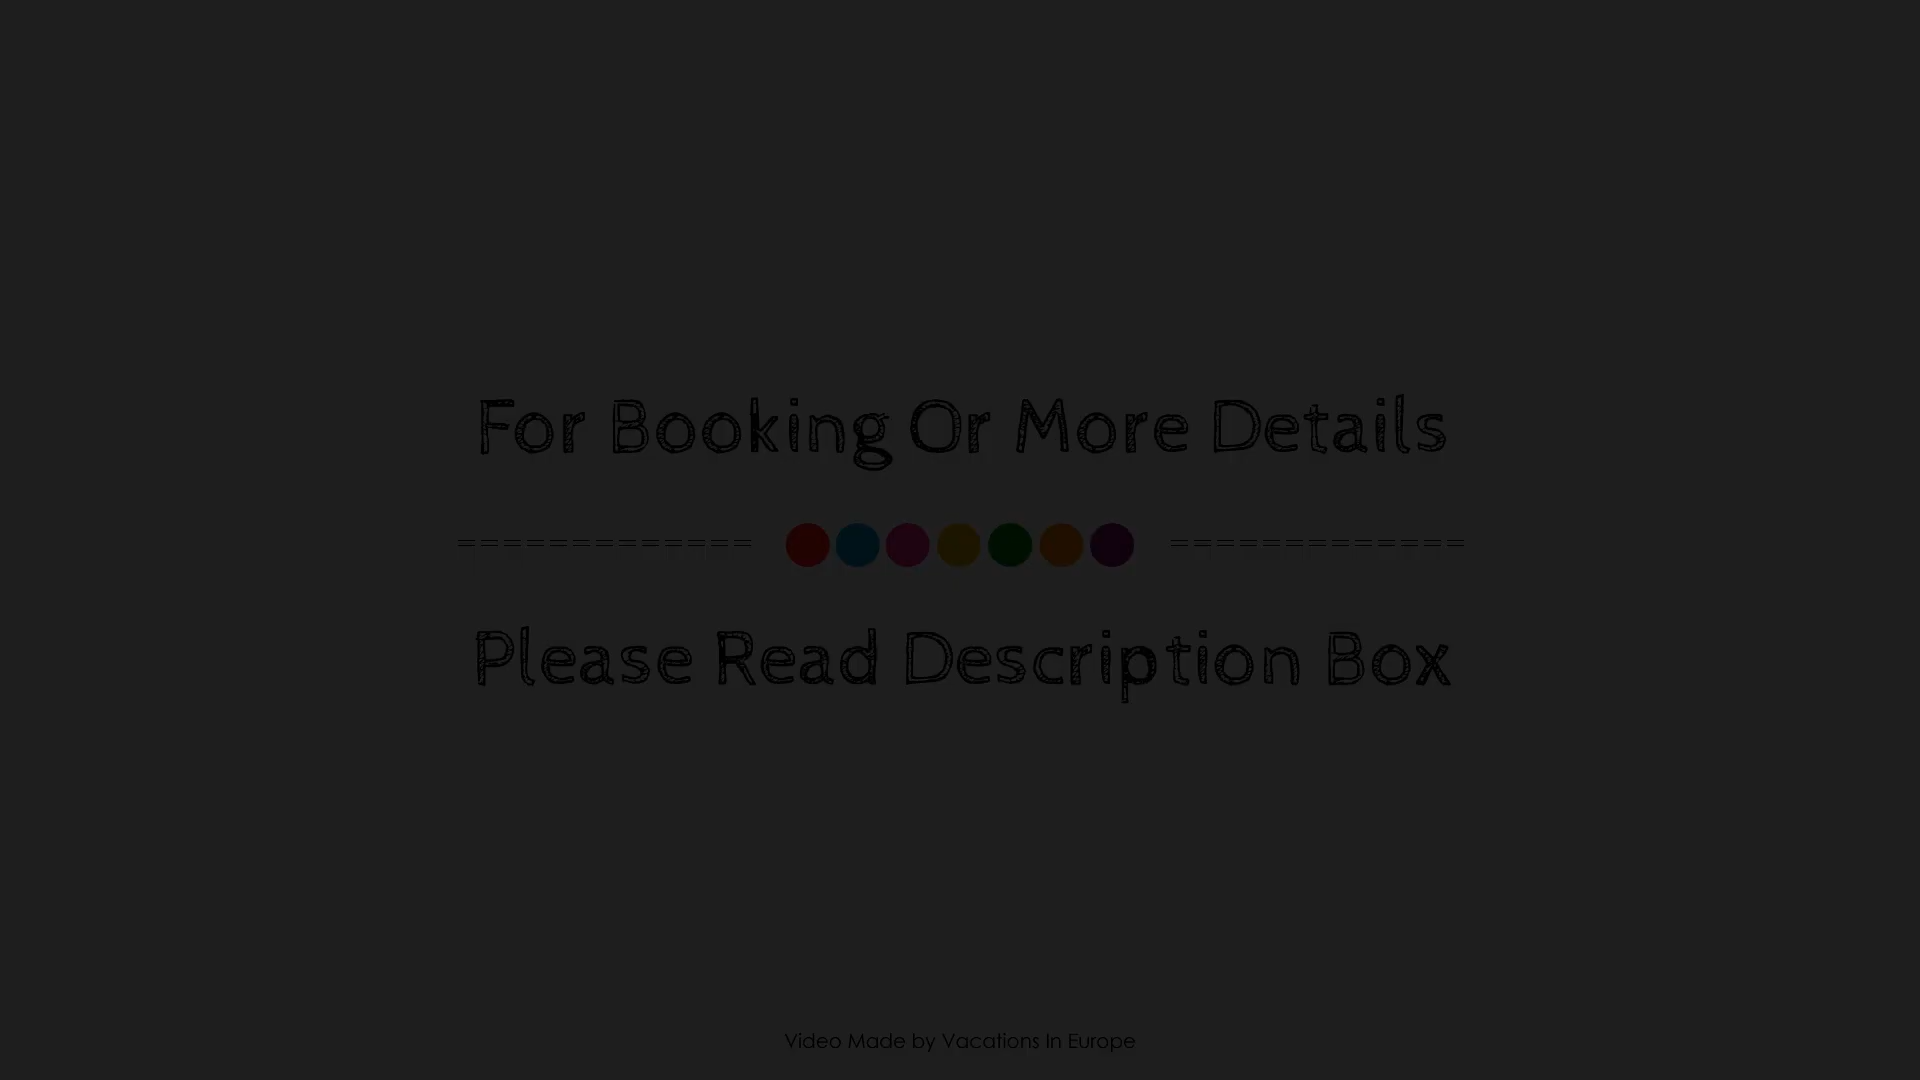 For Booking Or More Details
============= =============
Please Read Description Box
Video Made by Vacations In Europe